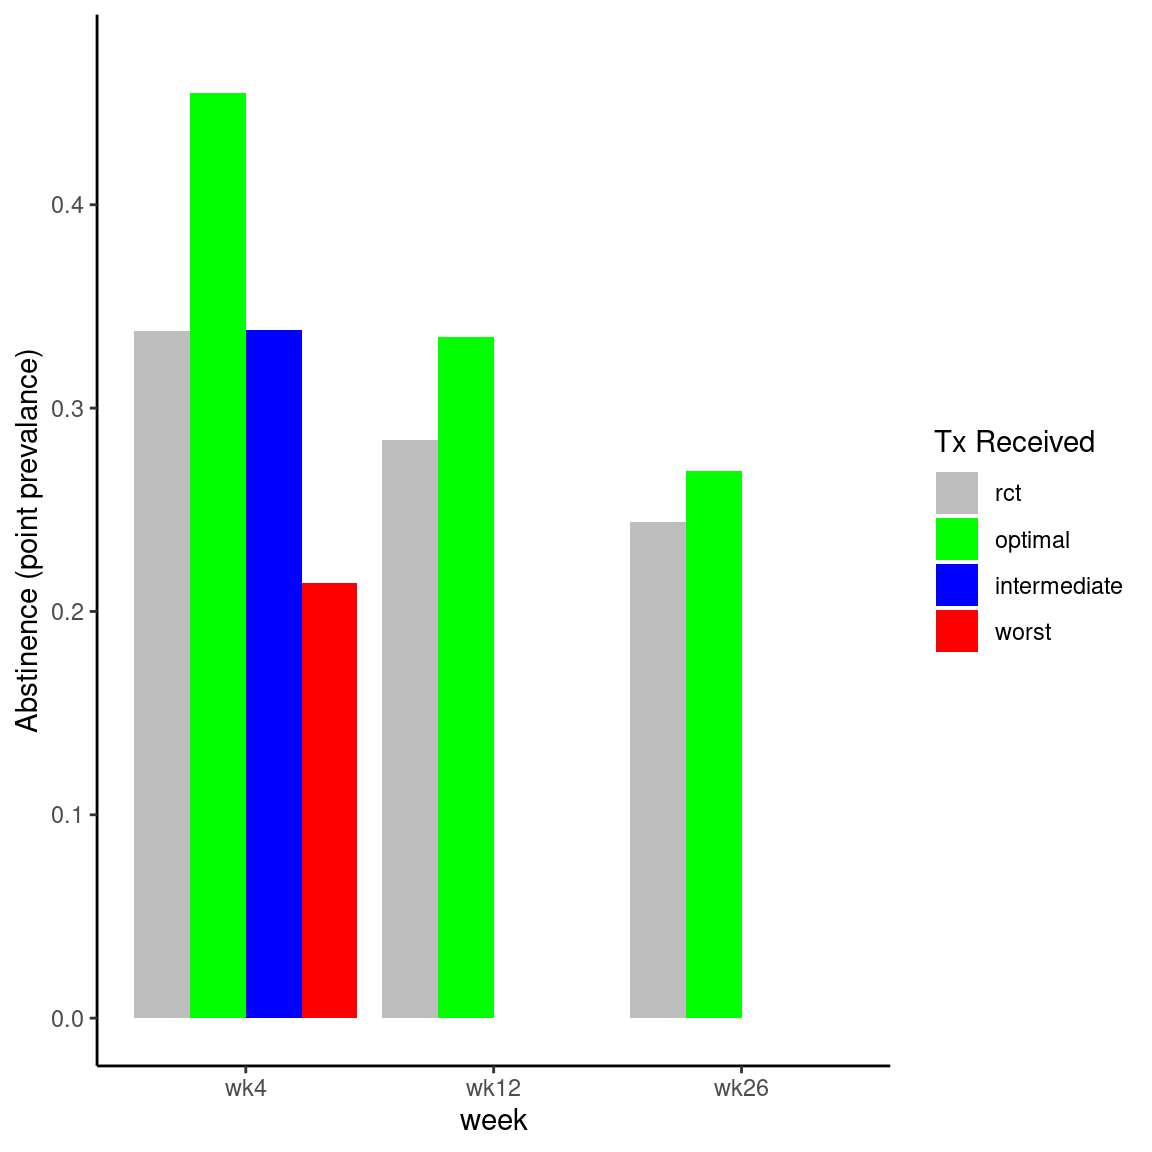 Abstinence (point prevalance)
0.4
0.3
0.2
0.1
0.0
wk4 wk12 wk26
week
Tx Received
rct
optimal
intermediate
worst